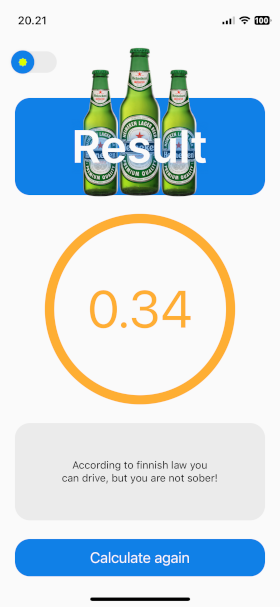 20.21
100
Result
0.34
According to finnish law you
can drive, but you are not sober!
Calculate again